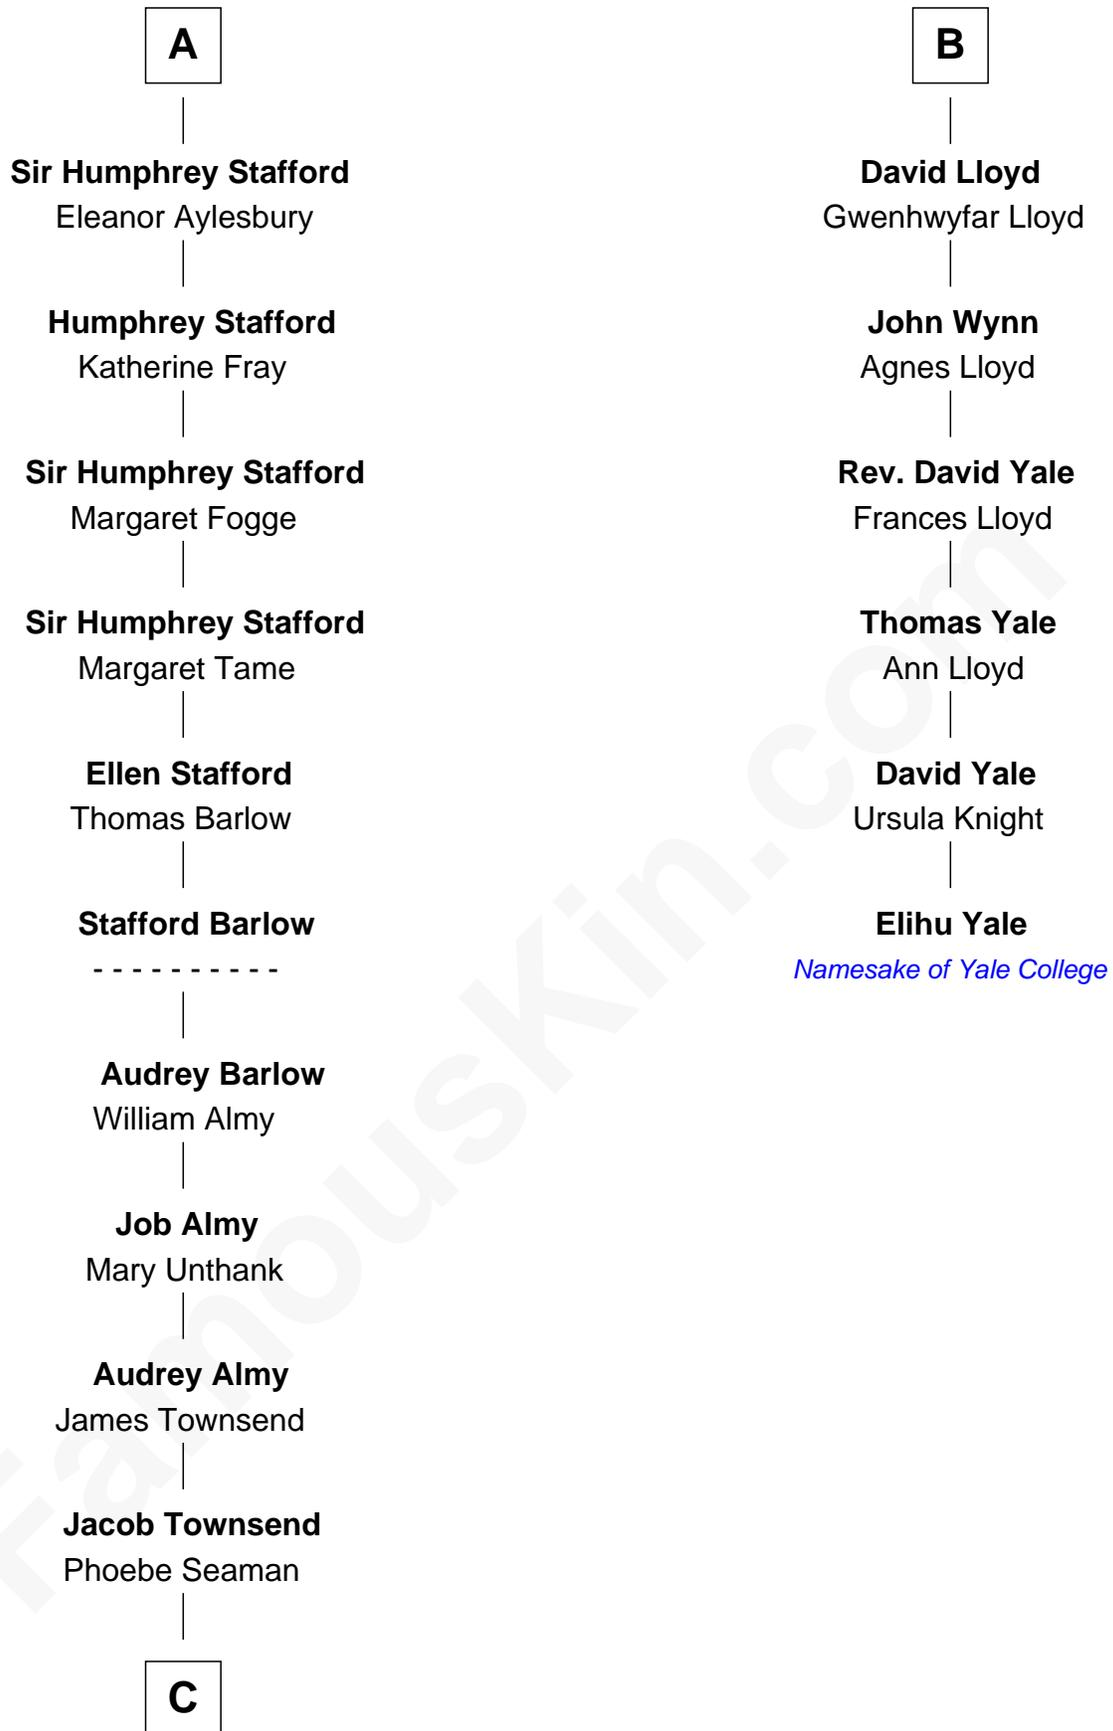 A
Sir Humphrey Stafford
Eleanor Aylesbury
Humphrey Stafford
Katherine Fray
Sir Humphrey Stafford
Margaret Fogge
Sir Humphrey Stafford
Margaret Tame
Ellen Stafford
Thomas Barlow
Stafford Barlow
- - - - - - - - - -
Audrey Barlow
William Almy
Job Almy
Mary Unthank
Audrey Almy
James Townsend
Jacob Townsend
Phoebe Seaman
C
B
David Lloyd
Gwenhwyfar Lloyd
John Wynn
Agnes Lloyd
Rev. David Yale
Frances Lloyd
Thomas Yale
Ann Lloyd
David Yale
Ursula Knight
Elihu Yale
Namesake of Yale College
FamousKin.com